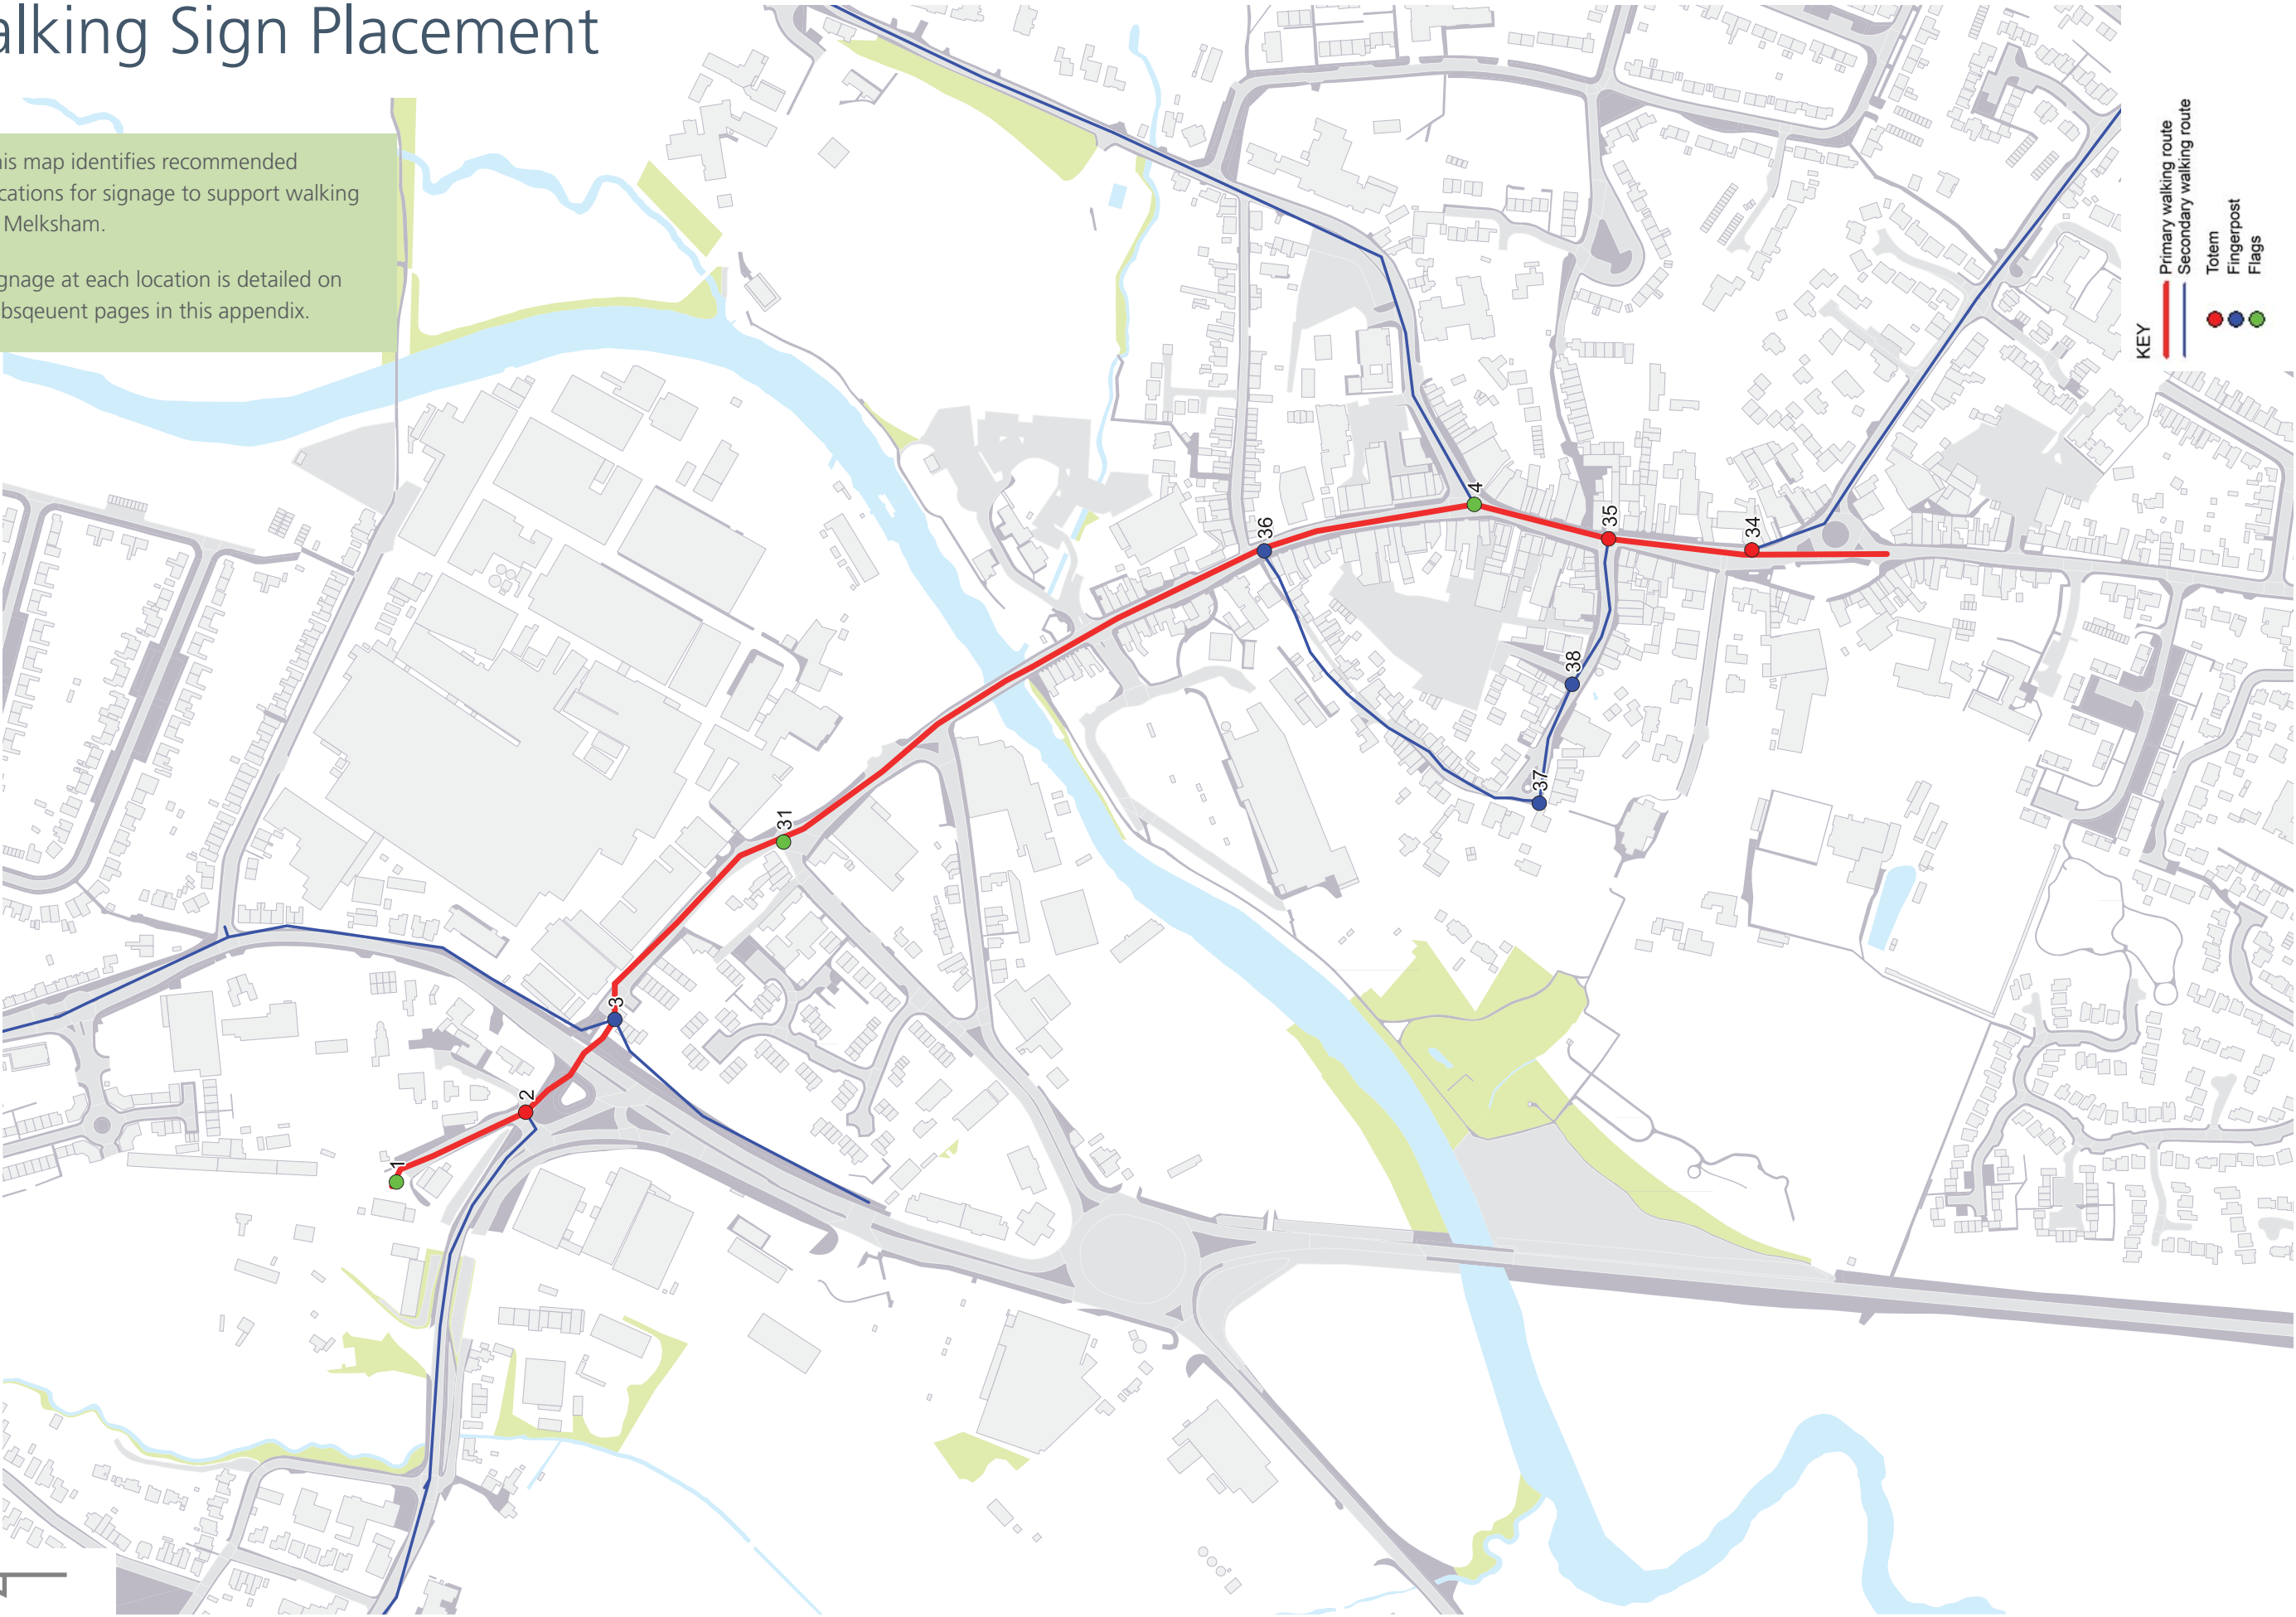 alking Sign Placement
his map identifies recommended
cations for signage to support walking
Melksham.
gnage at each location is detailed on
bsqeuent pages in this appendix.
36
4
35
34
38
37
31
3
2
1
KEY
Primary walking route
Secondary walking route
Totem
Fingerpost
Flags